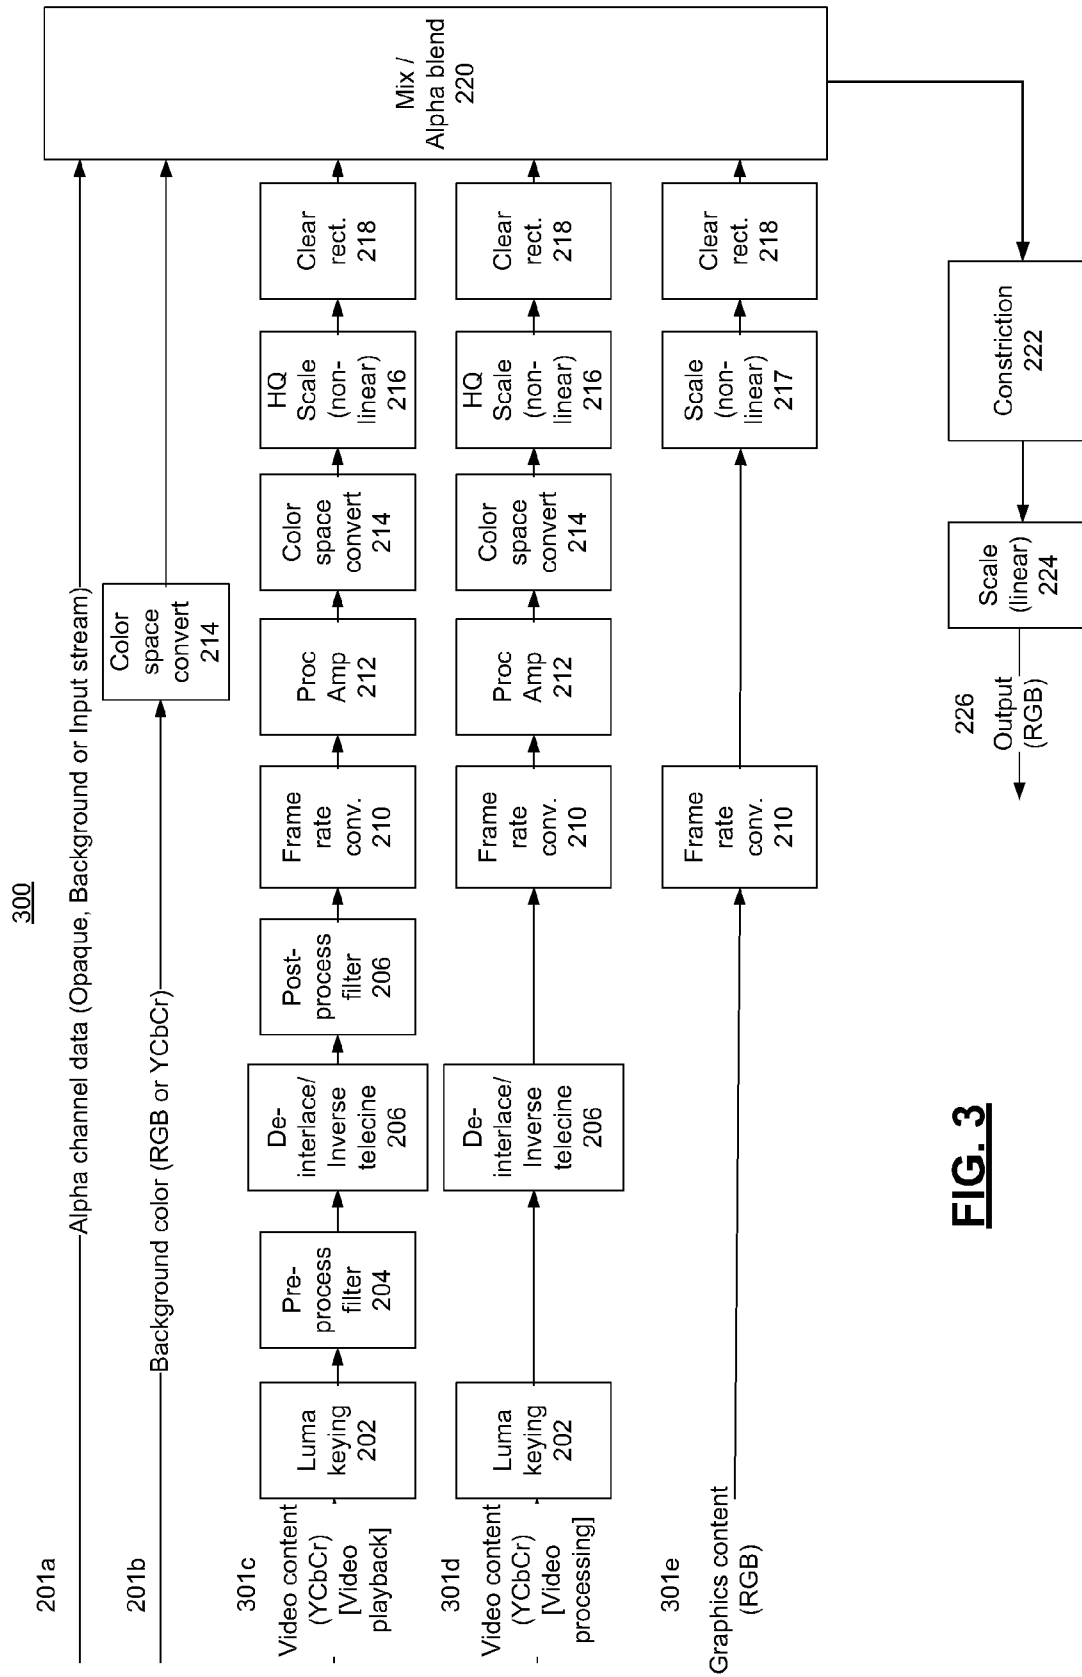 300
201a
Alpha channel data (Opaque, Background or Input stream)
201b
Background color (RGB or YCbCr)
Color
space
convert
214
301c
Video content
(YCbCr)
[Video
playback]
Luma
keying
202
Pre-
process
filter
204
De-
interlace/
Inverse
telecine
206
Post-
process
filter
206
Frame
rate
conv.
210
Proc
Amp
212
Color
space
convert
214
HQ
Scale
(non-
linear)
216
Clear
rect.
218
301d
Video content
(YCbCr)
[Video
processing]
Luma
keying
202
De-
interlace/
Inverse
telecine
206
Frame
rate
conv.
210
Proc
Amp
212
Color
space
convert
214
HQ
Scale
(non-
linear)
216
Clear
rect.
218
301e
Graphics content
(RGB)
Frame
rate
conv.
210
Scale
(non-
linear)
217
Clear
rect.
218
Mix /
Alpha blend
220
Constriction
222
Scale
(linear)
224
226
Output
(RGB)
FIG. 3